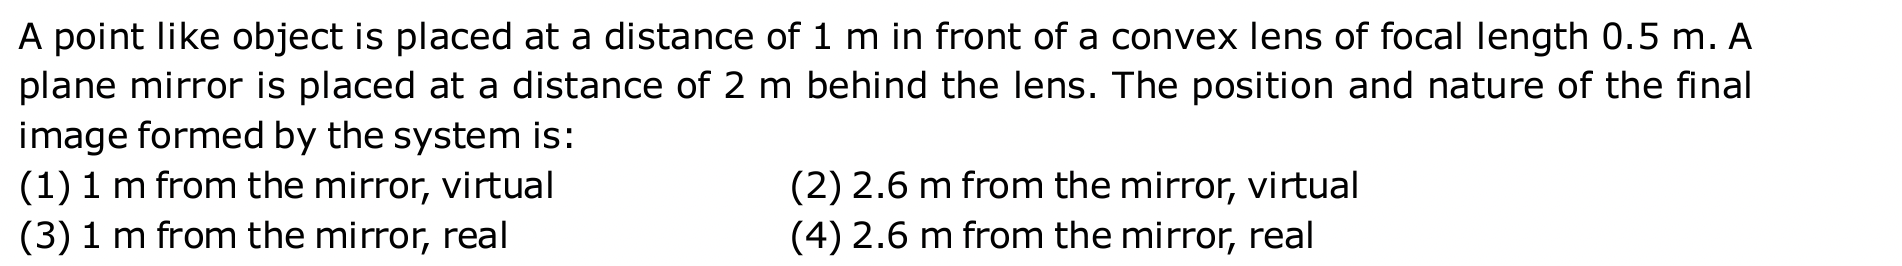 A point like object is placed at a distance of 1 m in front of a convex lens of focal length 0.5 m. A
plane mirror is placed at a distance of 2 m behind the lens. The position and nature of the final
image formed by the system is:
(1) 1 m from the mirror, virtual (2) 2.6 m from the mirror, virtual
(3) 1 m from the mirror, real (4) 2.6 m from the mirror, real